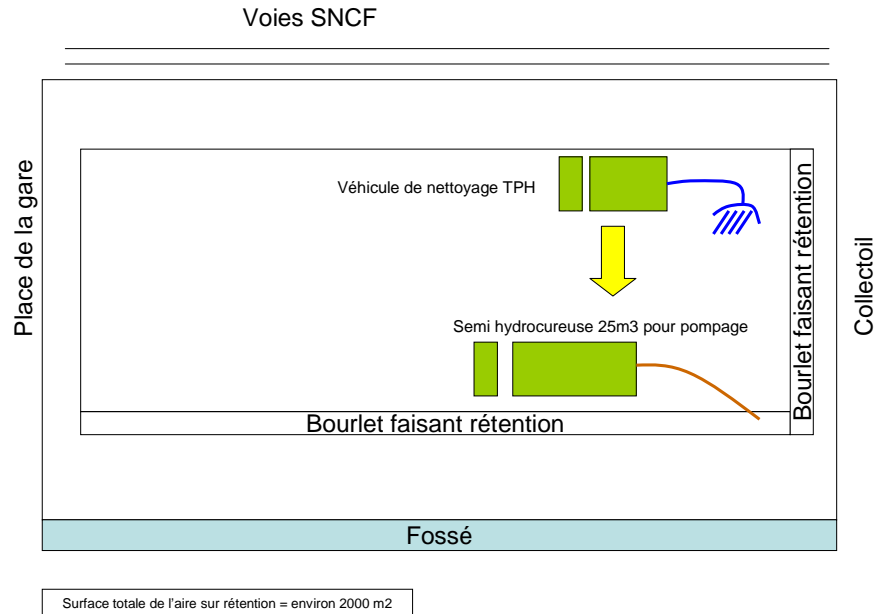 Voies SNCF
Place de la gare
Véhicule de nettoyage TPH
Semi hydrocureuse 25m3 pour pompage
Bourlet faisant rétention
Bourlet faisant rétention
Collectoil
Fossé
Surface totale de l'aire sur rétention = environ 2000 m2